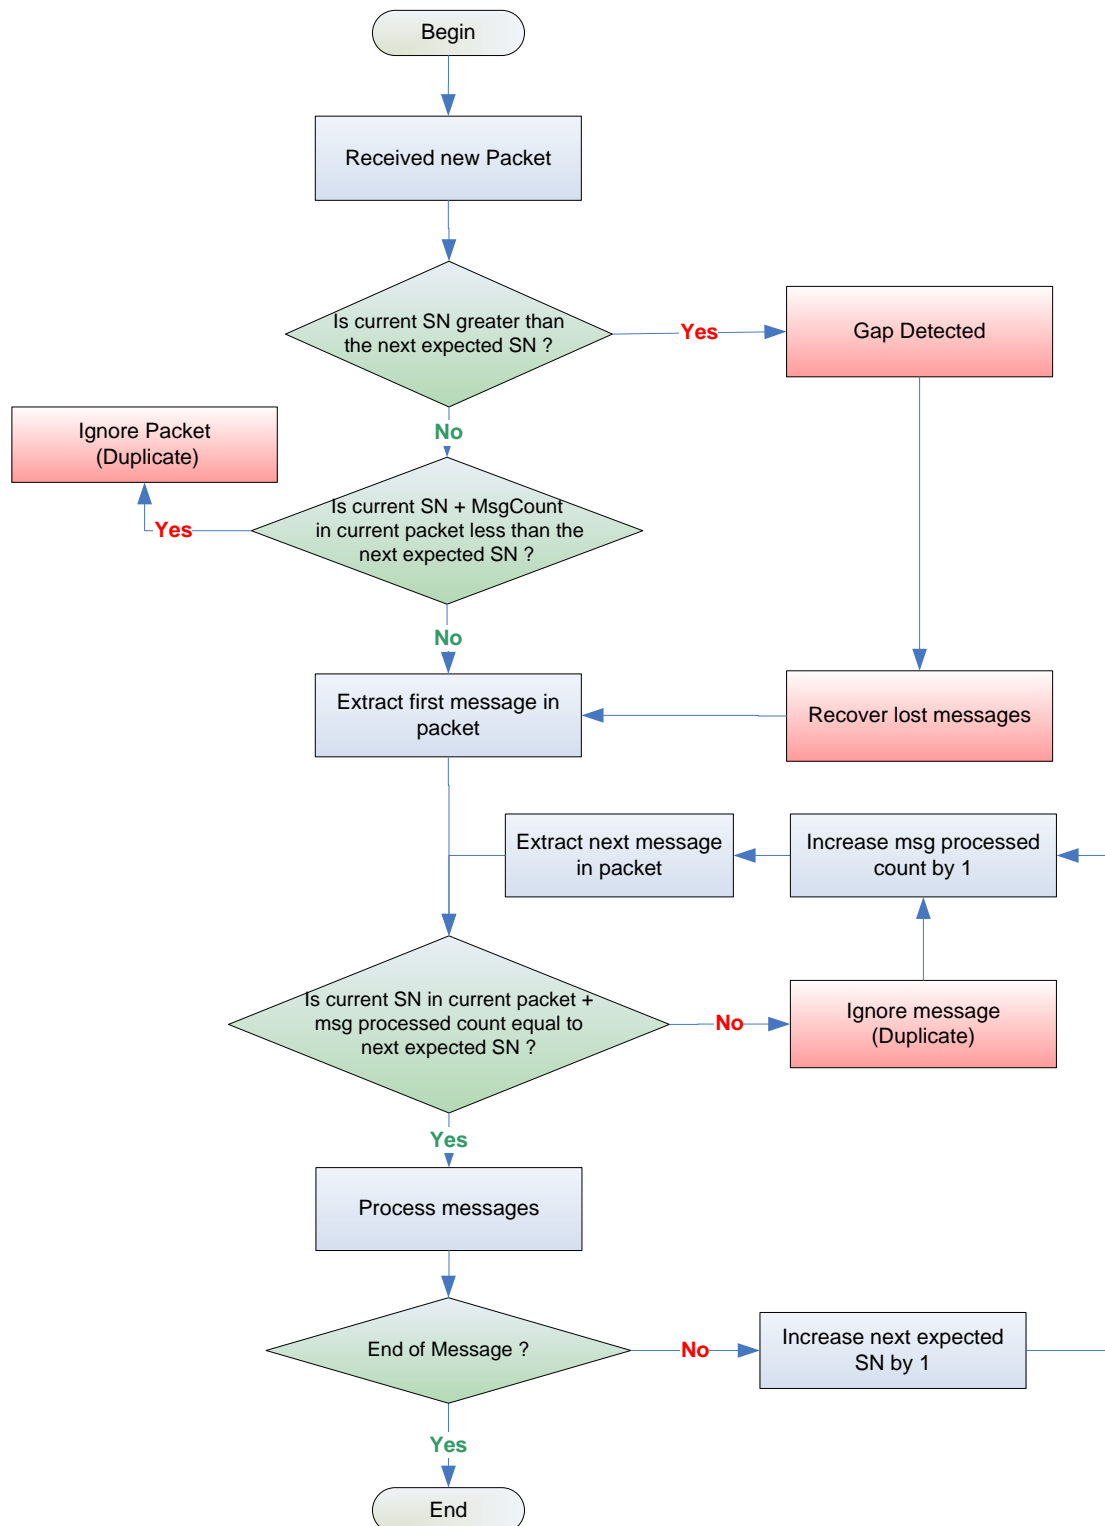 Begin
Received new Packet
Is current SN greater than
the next expected SN ?
Yes
Gap Detected
No
Ignore Packet
(Duplicate)
Yes
Is current SN + MsgCount
in current packet less than the
next expected SN ?
No
Extract first message in
packet
Recover lost messages
Extract next message
in packet
Increase msg processed
count by 1
Is current SN in current packet +
msg processed count equal to
next expected SN ?
No
Ignore message
(Duplicate)
Yes
Process messages
End of Message ?
No
Increase next expected
SN by 1
Yes
End